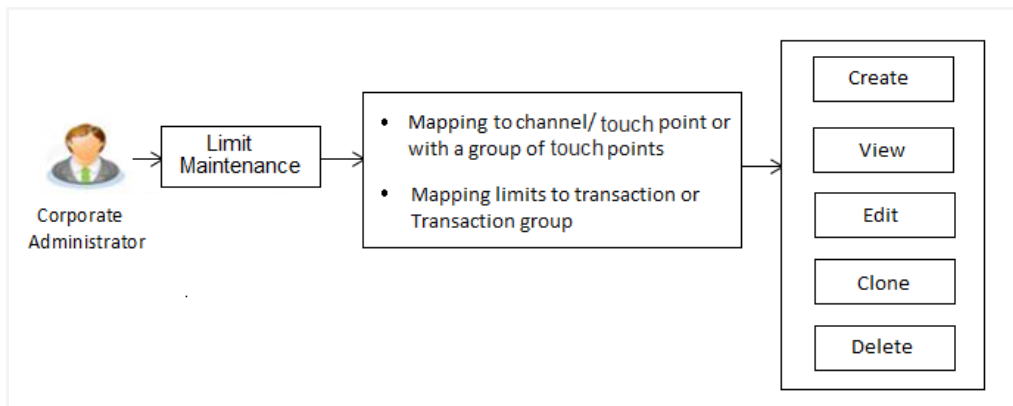 Corporate
Administrator
Limit
Maintenance
• Mapping to channel/ touch point or
with a group of touch points
• Mapping limits to transaction or
Transaction group
Create
View
Edit
Clone
Delete